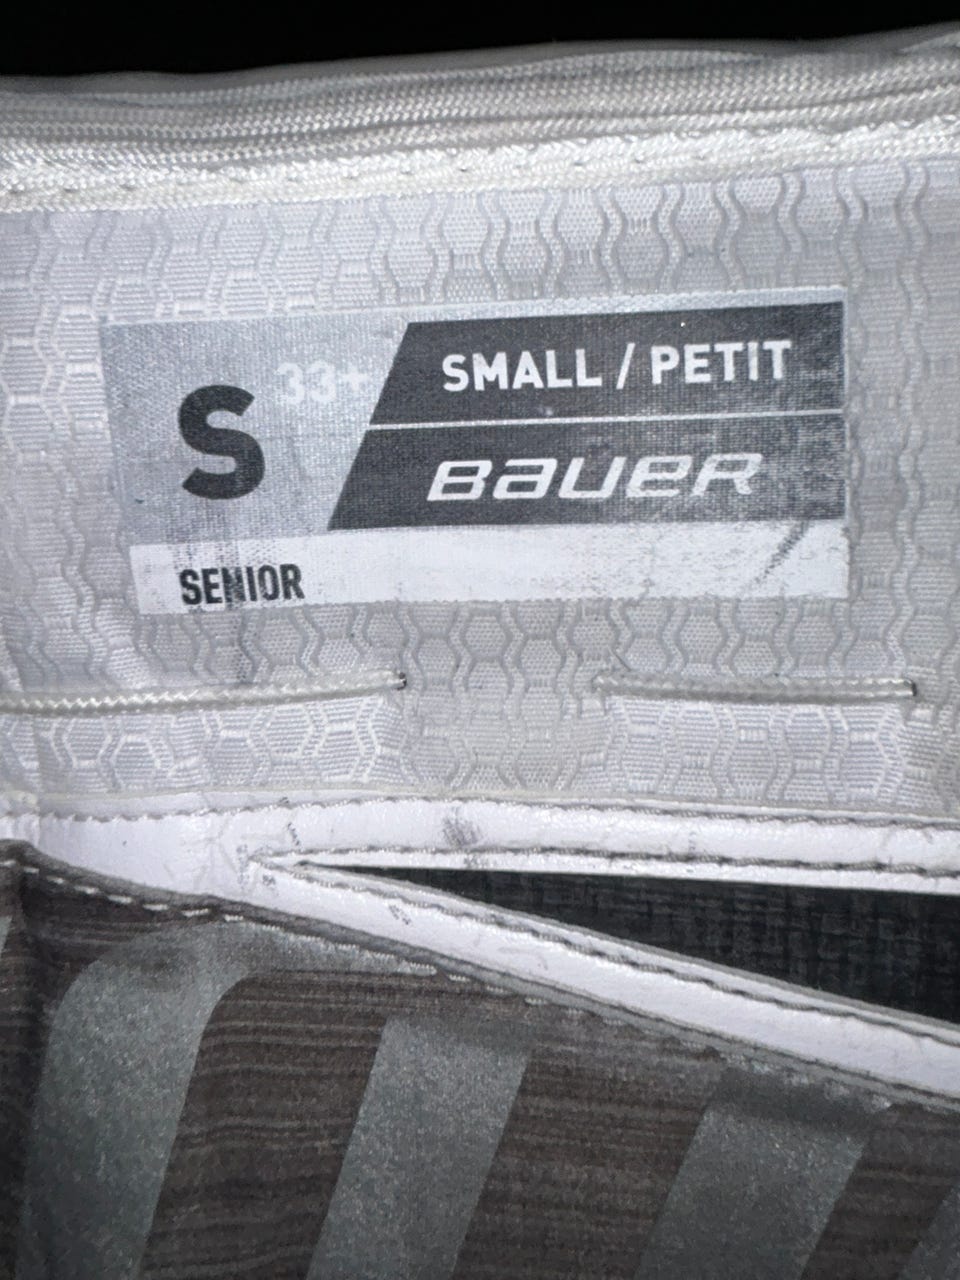 S 33+
SMALL / PETIT
BAUER
SENIOR